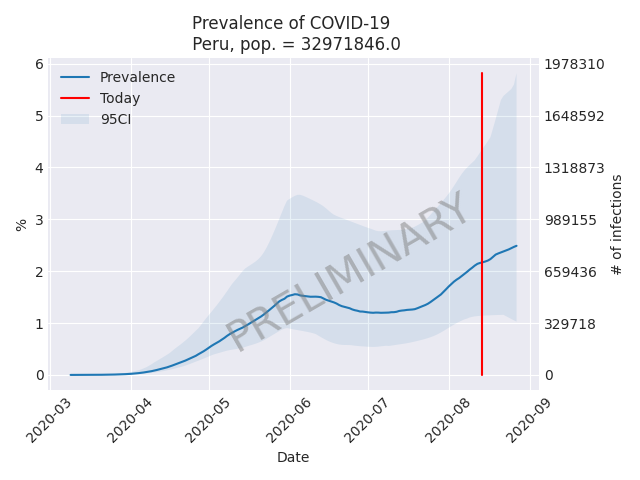 Prevalence of COVID-19
Peru, pop. = 32971846.0
Prevalence
Today
95CI
6
5
4
3
2
1
0
%
1978310
1648592
1318873
989155
659436
329718
0
# of infections
PRELIMINARY
2020-03
2020-04
2020-05
2020-06
2020-07
2020-08
2020-09
Date